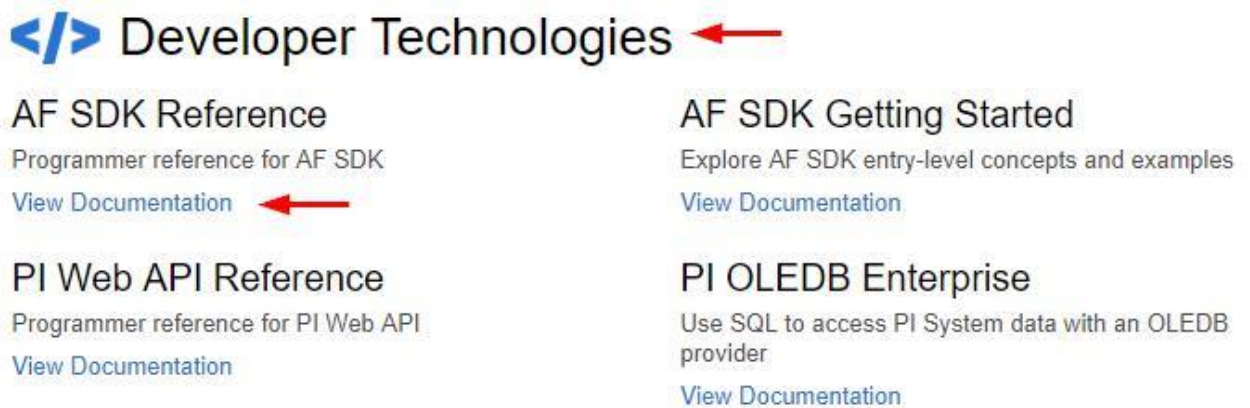 </> Developer Technologies
AF SDK Reference
Programmer reference for AF SDK
View Documentation
AF SDK Getting Started
Explore AF SDK entry-level concepts and examples
View Documentation
PI Web API Reference
Programmer reference for PI Web API
View Documentation
PI OLEDB Enterprise
Use SQL to access PI System data with an OLEDB
provider
View Documentation